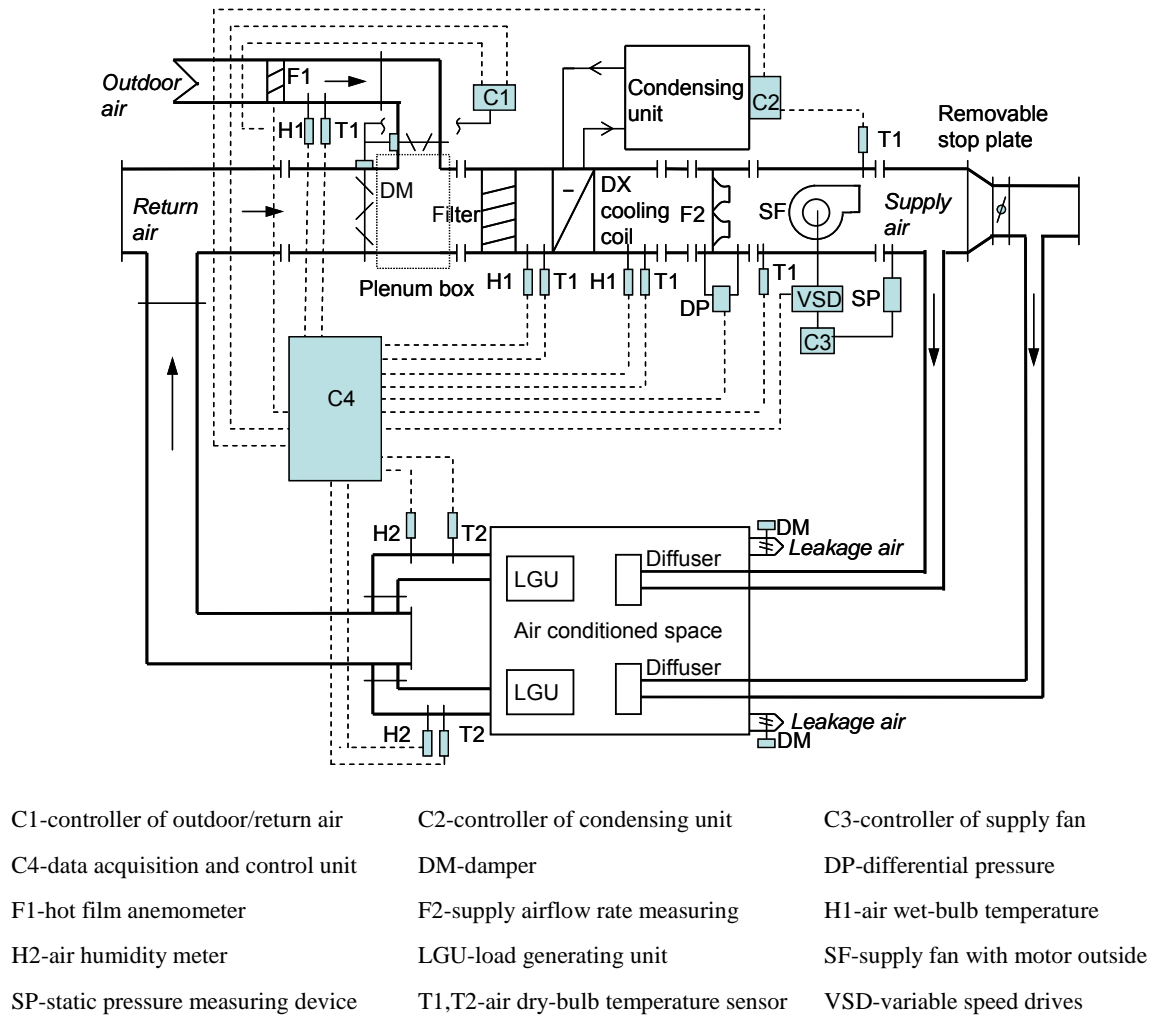 Outdoor
air
F1
C1
H1
T1
Condensing
unit
C2
T1
Removable
stop plate
Return
air
DM
Filter
DX
cooling
coil
F2
SF
Supply
air
Plenum box
H1
T1
H1
T1
DP
T1
VSD
SP
C3
C4
H2
T2
DM
Leakage air
LGU
Diffuser
Air conditioned space
LGU
Diffuser
Leakage air
DM
H2
T2
C1-controller of outdoor/return air
C2-controller of condensing unit
C3-controller of supply fan
C4-data acquisition and control unit
DM-damper
DP-differential pressure
F1-hot film anemometer
F2-supply airflow rate measuring
H1-air wet-bulb temperature
H2-air humidity meter
LGU-load generating unit
SF-supply fan with motor outside
SP-static pressure measuring device
T1,T2-air dry-bulb temperature sensor
VSD-variable speed drives